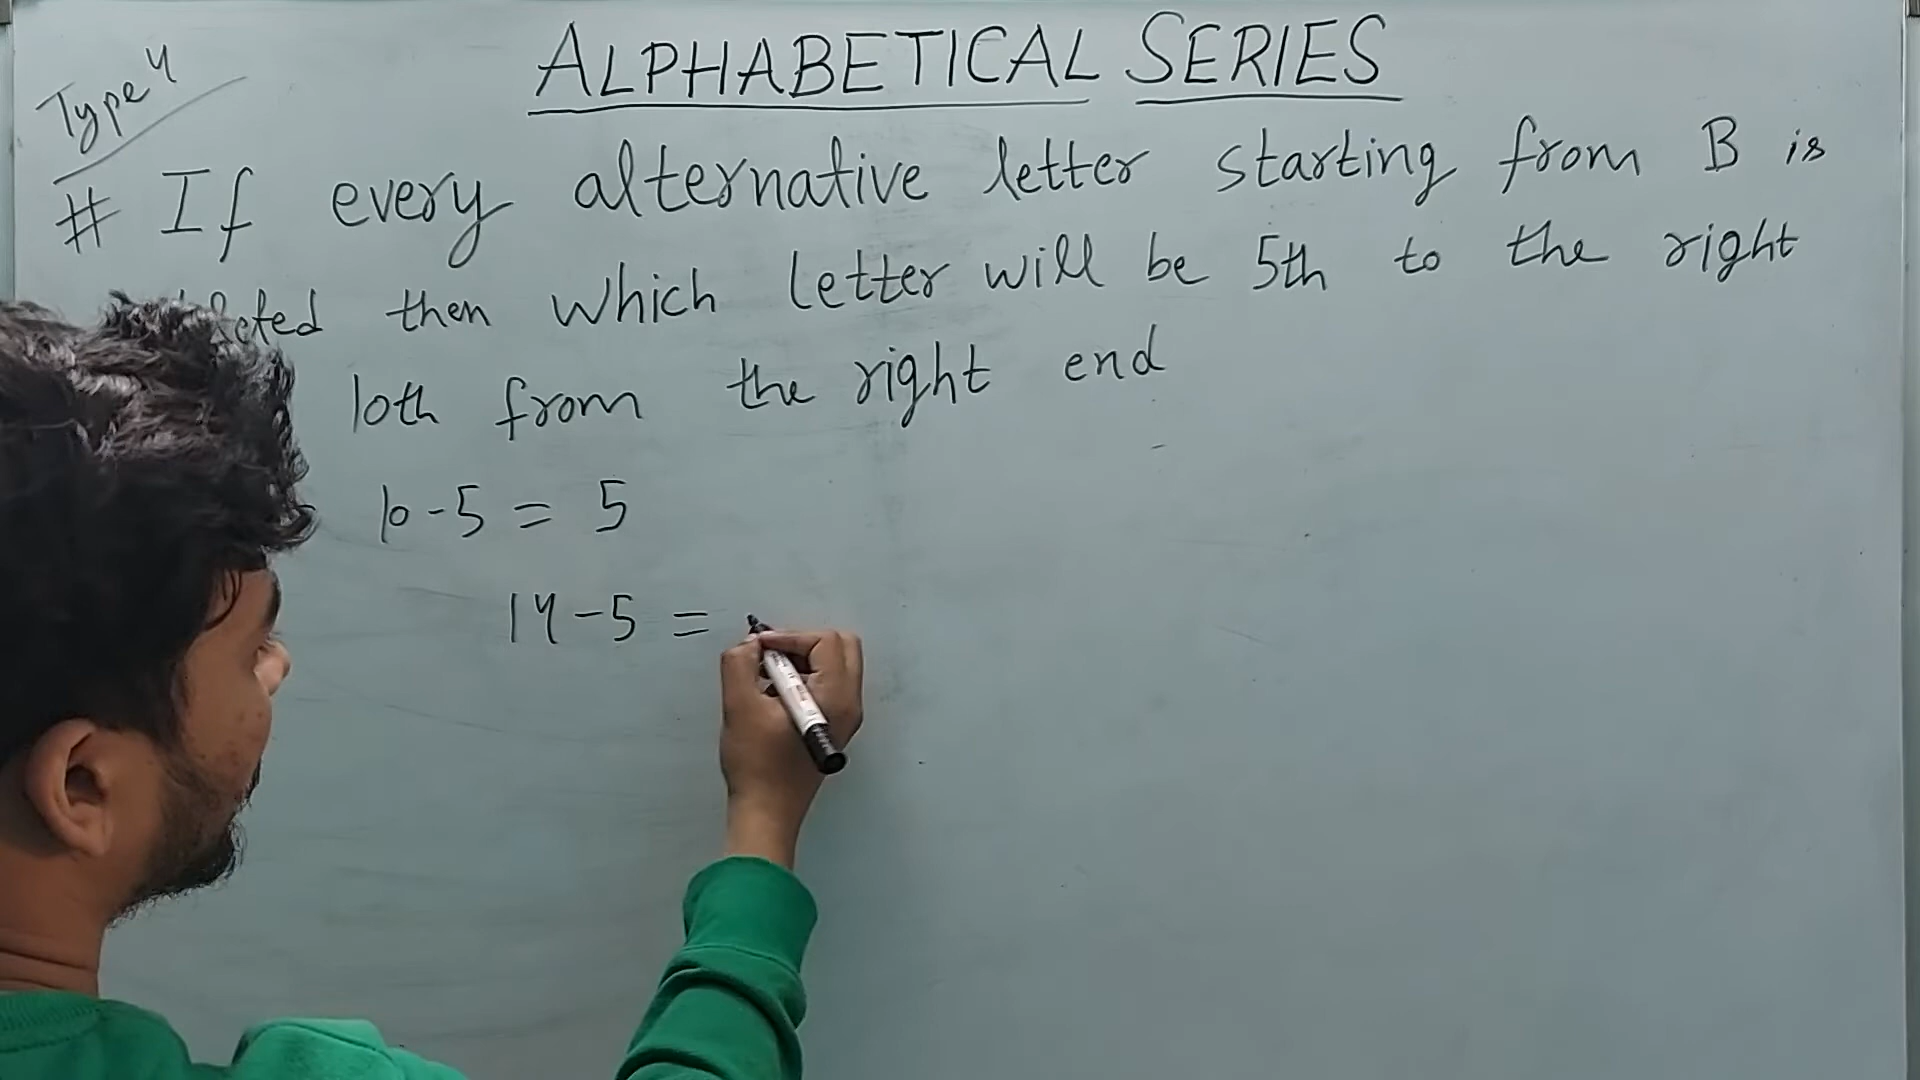 Type 4
ALPHABETICAL SERIES
# If every alternative letter starting from B is
then which letter will be 5th to the right
10th from the right end
10-5 = 5
14-5 =